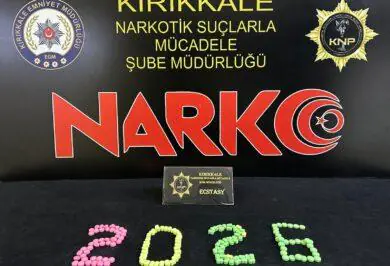 KIRIKKALE
NARKOTİK SUÇLARLA
MÜCADELE
ŞUBE MÜDÜRLÜĞÜ
KIRIKKALE EMNİYET MÜDÜRLÜĞÜ
EGM
KNP
NARKO
KIRIKKALE
ECSTASY
2026